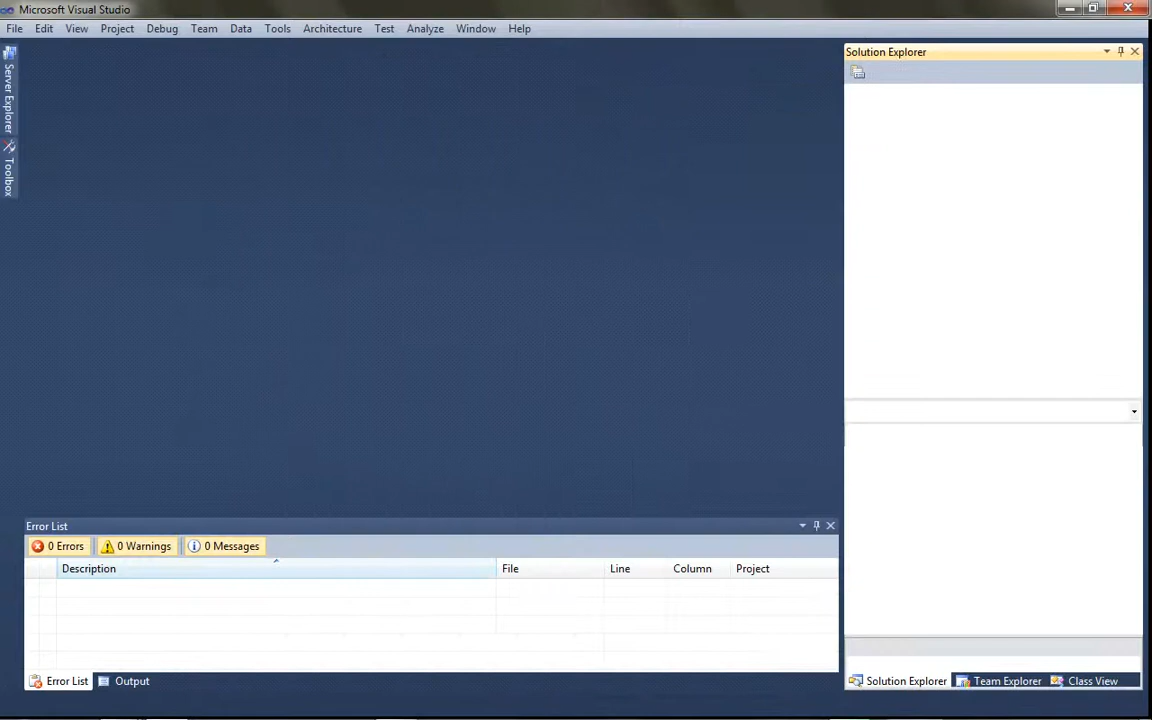 Microsoft Visual Studio
File Edit View Project Debug Team Data Tools Architecture Test Analyze Window Help
Server Explorer
Toolbox
Solution Explorer
Error List
0 Errors 0 Warnings 0 Messages
Description File Line Column Project
Error List Output
Solution Explorer Team Explorer Class View